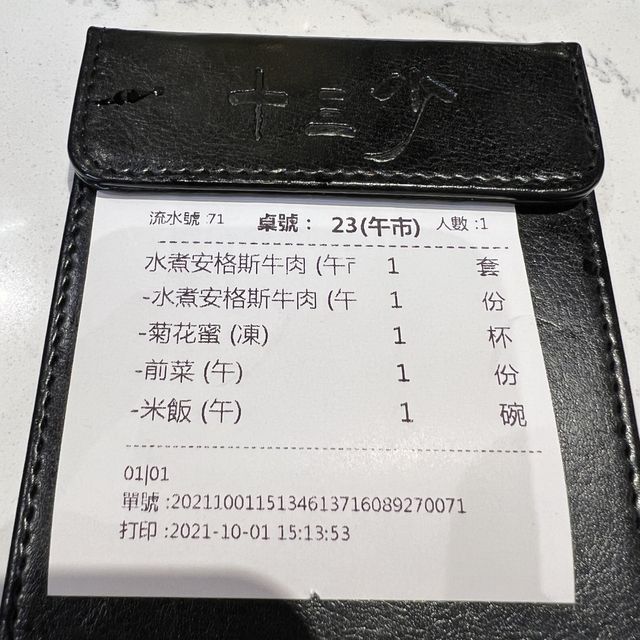 十三少
流水號 :71 桌號： 23(午市) 人數 :1
水煮安格斯牛肉 (午 1 套
-水煮安格斯牛肉 (午 1 份
-菊花蜜 (凍) 1 杯
-前菜 (午) 1 份
-米飯 (午) 1 碗
01|01
單號 :2021100115134613716089270071
打印 :2021-10-01 15:13:53